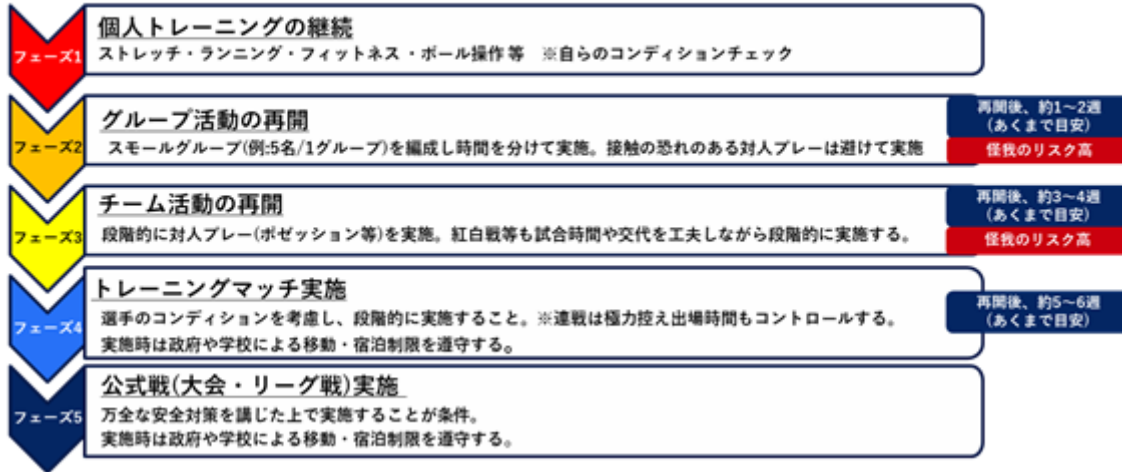 フェーズ1
個人トレーニングの継続
ストレッチ・ランニング・フィットネス・ボール操作等　※自らのコンディションチェック
フェーズ2
グループ活動の再開
スモールグループ(例:5名/1グループ)を編成し時間を分けて実施。接触の恐れのある対人プレーは避けて実施
再開後、約1〜2週
(あくまで目安)
怪我のリスク高
フェーズ3
チーム活動の再開
段階的に対人プレー(ポゼッション等)を実施。紅白戦等も試合時間や交代を工夫しながら段階的に実施する。
再開後、約3〜4週
(あくまで目安)
怪我のリスク高
フェーズ4
トレーニングマッチ実施
選手のコンディションを考慮し、段階的に実施すること。※連戦は極力控え出場時間もコントロールする。
実施時は政府や学校による移動・宿泊制限を遵守する。
再開後、約5〜6週
(あくまで目安)
フェーズ5
公式戦(大会・リーグ戦)実施
万全な安全対策を講じた上で実施することが条件。
実施時は政府や学校による移動・宿泊制限を遵守する。